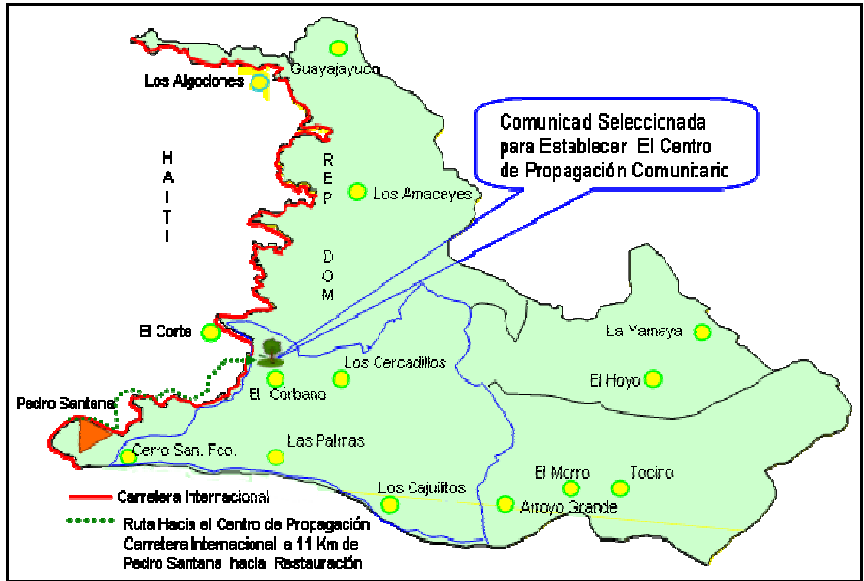 Guayajayuco
Los Algociones
Comunicad Seleccionada
para Establecer El Centro
de Propagación Comunitaric
H
A
I
T
I
R
E
P
D
O
M
Los Amaceyes
El Corte
La Yamaya
Los Cercadillos
El Hoyo
El Corbano
Pedro Santana
Cerro San. Fco.
Las Palmas
Los Cajuilitos
El Morro
Tocino
Arroyo Grande
Carretera Internacional
Ruta Hacia el Centro de Propagación
Carretera Internacional a 11 Km de
Pedro Santana hacia Restauración